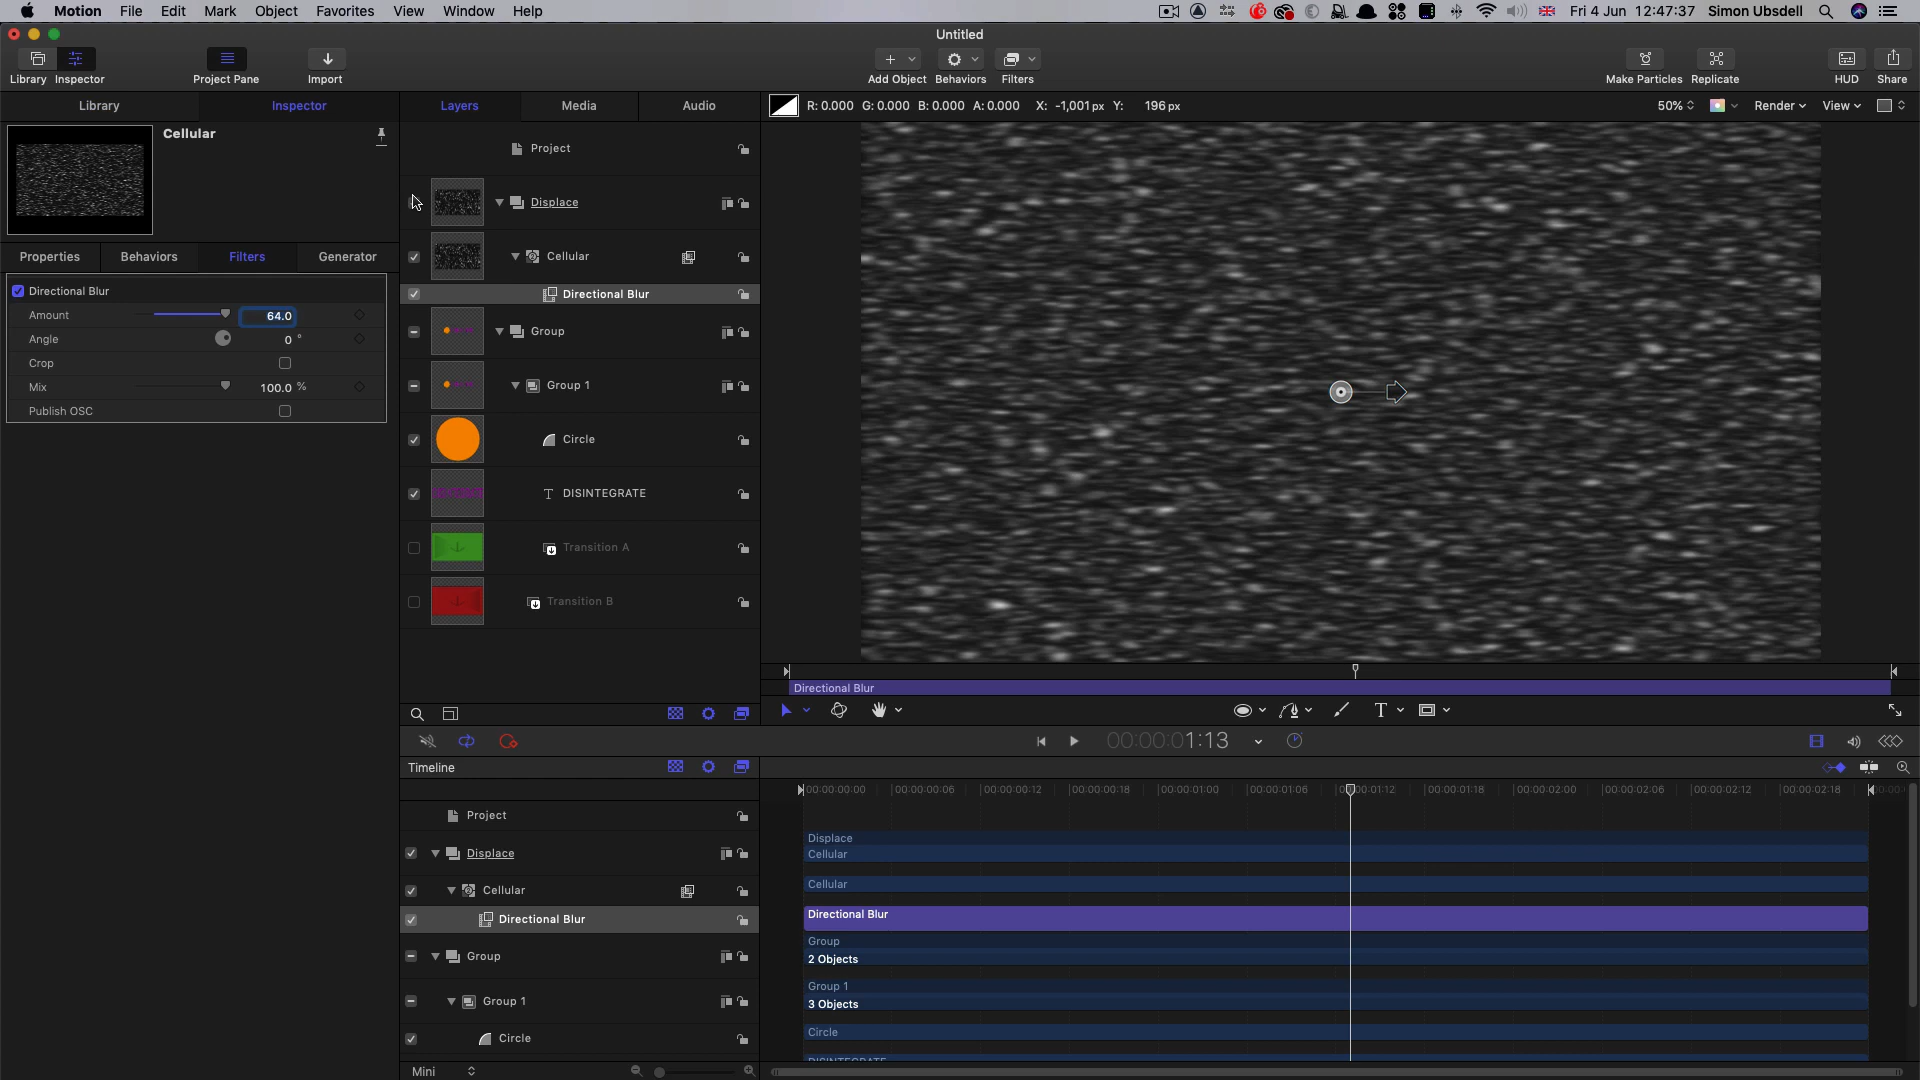 Motion File Edit Mark Object Favorites View Window Help Fri 4 Jun 12:47:37 Simon Ubsdell
Untitled
Library Inspector Project Pane Import Add Object Behaviors Filters Make Particles Replicate HUD Share
Library Inspector Layers Media Audio R: 0.000 G: 0.000 B: 0.000 A: 0.000 X: -1,001 px Y: 196 px 50% Render View
Cellular
Properties Behaviors Filters Generator
Directional Blur
Amount 64.0
Angle 0 °
Crop
Mix 100.0 %
Publish OSC
Project
Displace
Cellular
Directional Blur
Group
Group 1
Circle
T DISINTEGRATE
Transition A
Transition B
Directional Blur
T
00:00:00:01:13
Timeline
00:00:00:00 00:00:00:06 00:00:00:12 00:00:00:18 00:00:01:00 00:00:01:06 00:00:01:12 00:00:01:18 00:00:02:00 00:00:02:06 00:00:02:12 00:00:02:18
Project
Displace
Cellular
Directional Blur
Group
Group 1
Circle
Displace
Cellular
Cellular
Directional Blur
Group
2 Objects
Group 1
3 Objects
Circle
DISINTEGRATE
Mini